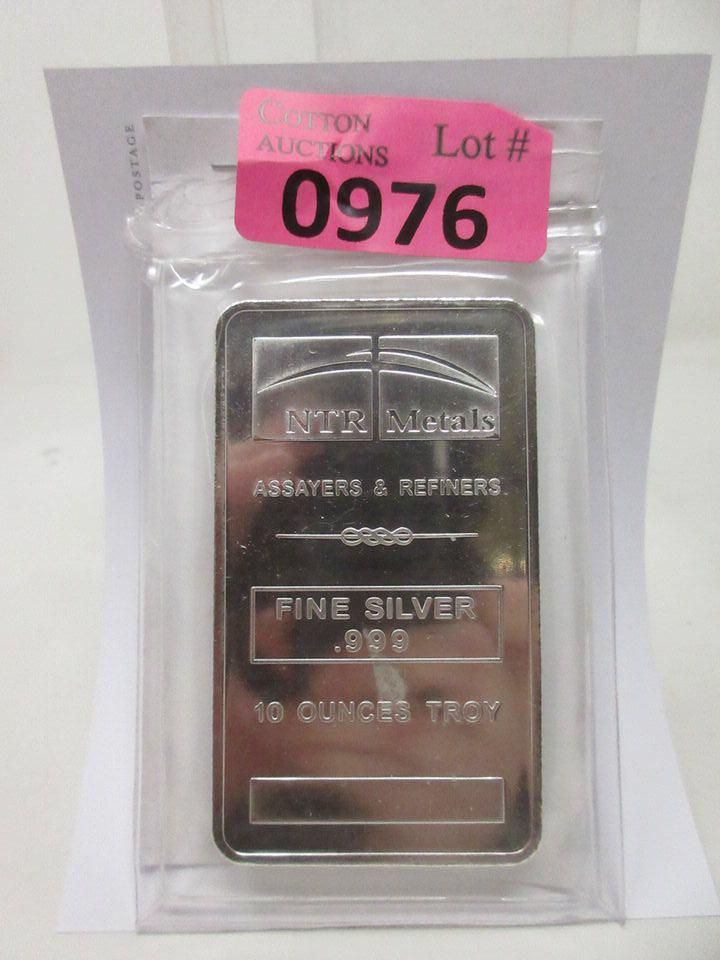 POSTAGE
COTTON AUCTIONS Lot #
0976
NTR Metals
ASSAYERS & REFINERS
FINE SILVER
.999
10 OUNCES TROY